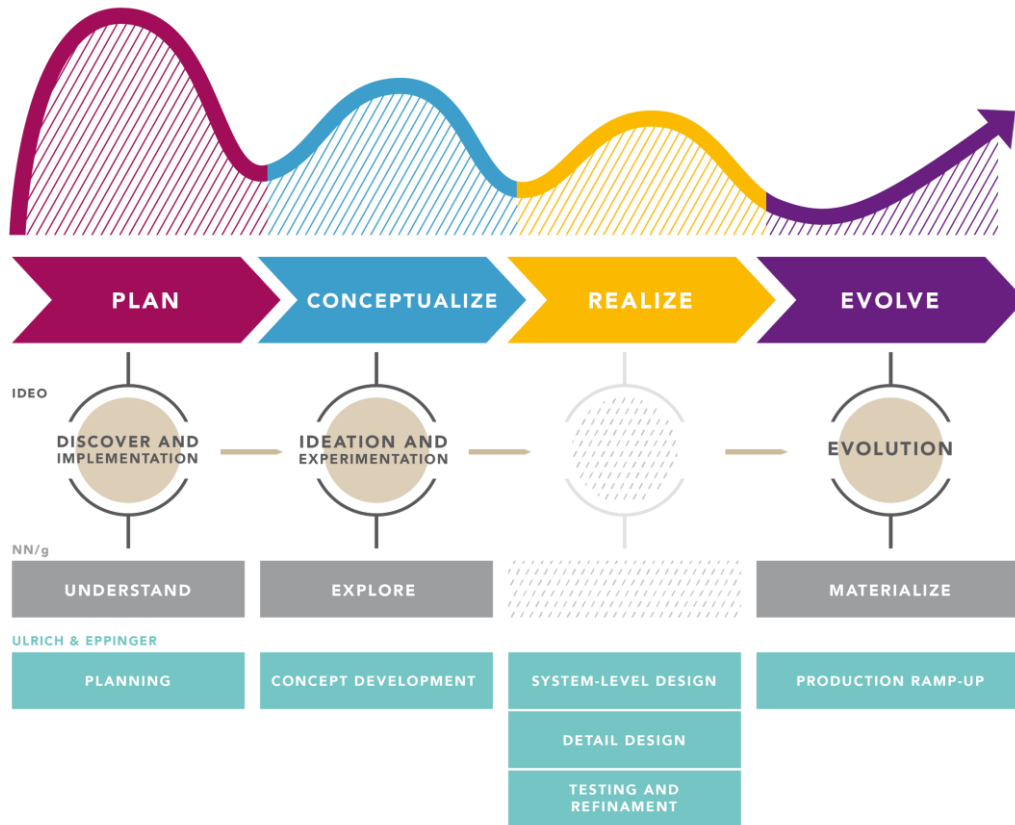 PLAN
CONCEPTUALIZE
REALIZE
EVOLVE
IDEO
DISCOVER AND
IMPLEMENTATION
IDEATION AND
EXPERIMENTATION
EVOLUTION
NN/g
UNDERSTAND
EXPLORE
MATERIALIZE
ULRICH & EPPINGER
PLANNING
CONCEPT DEVELOPMENT
SYSTEM-LEVEL DESIGN
PRODUCTION RAMP-UP
DETAIL DESIGN
TESTING AND
REFINAMENT